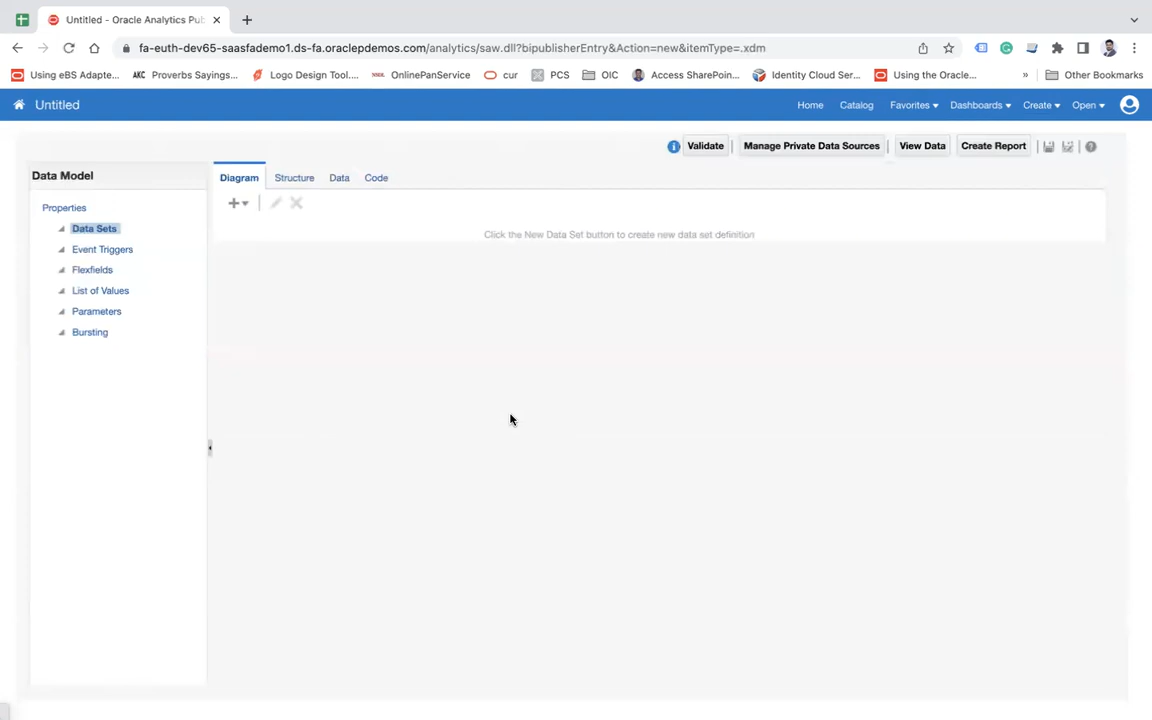 Untitled - Oracle Analytics Pub
fa-euth-dev65-saasfademo1.ds-fa.oraclepdemos.com/analytics/saw.dll?bipublisherEntry&Action=new&itemType=.xdm
Using eBS Adapte... AKC Proverbs Sayings... Logo Design Tool.... OnlinePanService cur PCS OIC Access SharePoin... Identity Cloud Ser... Using the Oracle... » Other Bookmarks
Untitled Home Catalog Favorites Dashboards Create Open
Validate | Manage Private Data Sources | View Data Create Report
Data Model
Diagram Structure Data Code
Properties
Data Sets
Event Triggers
Flexfields
List of Values
Parameters
Bursting
Click the New Data Set button to create new data set definition